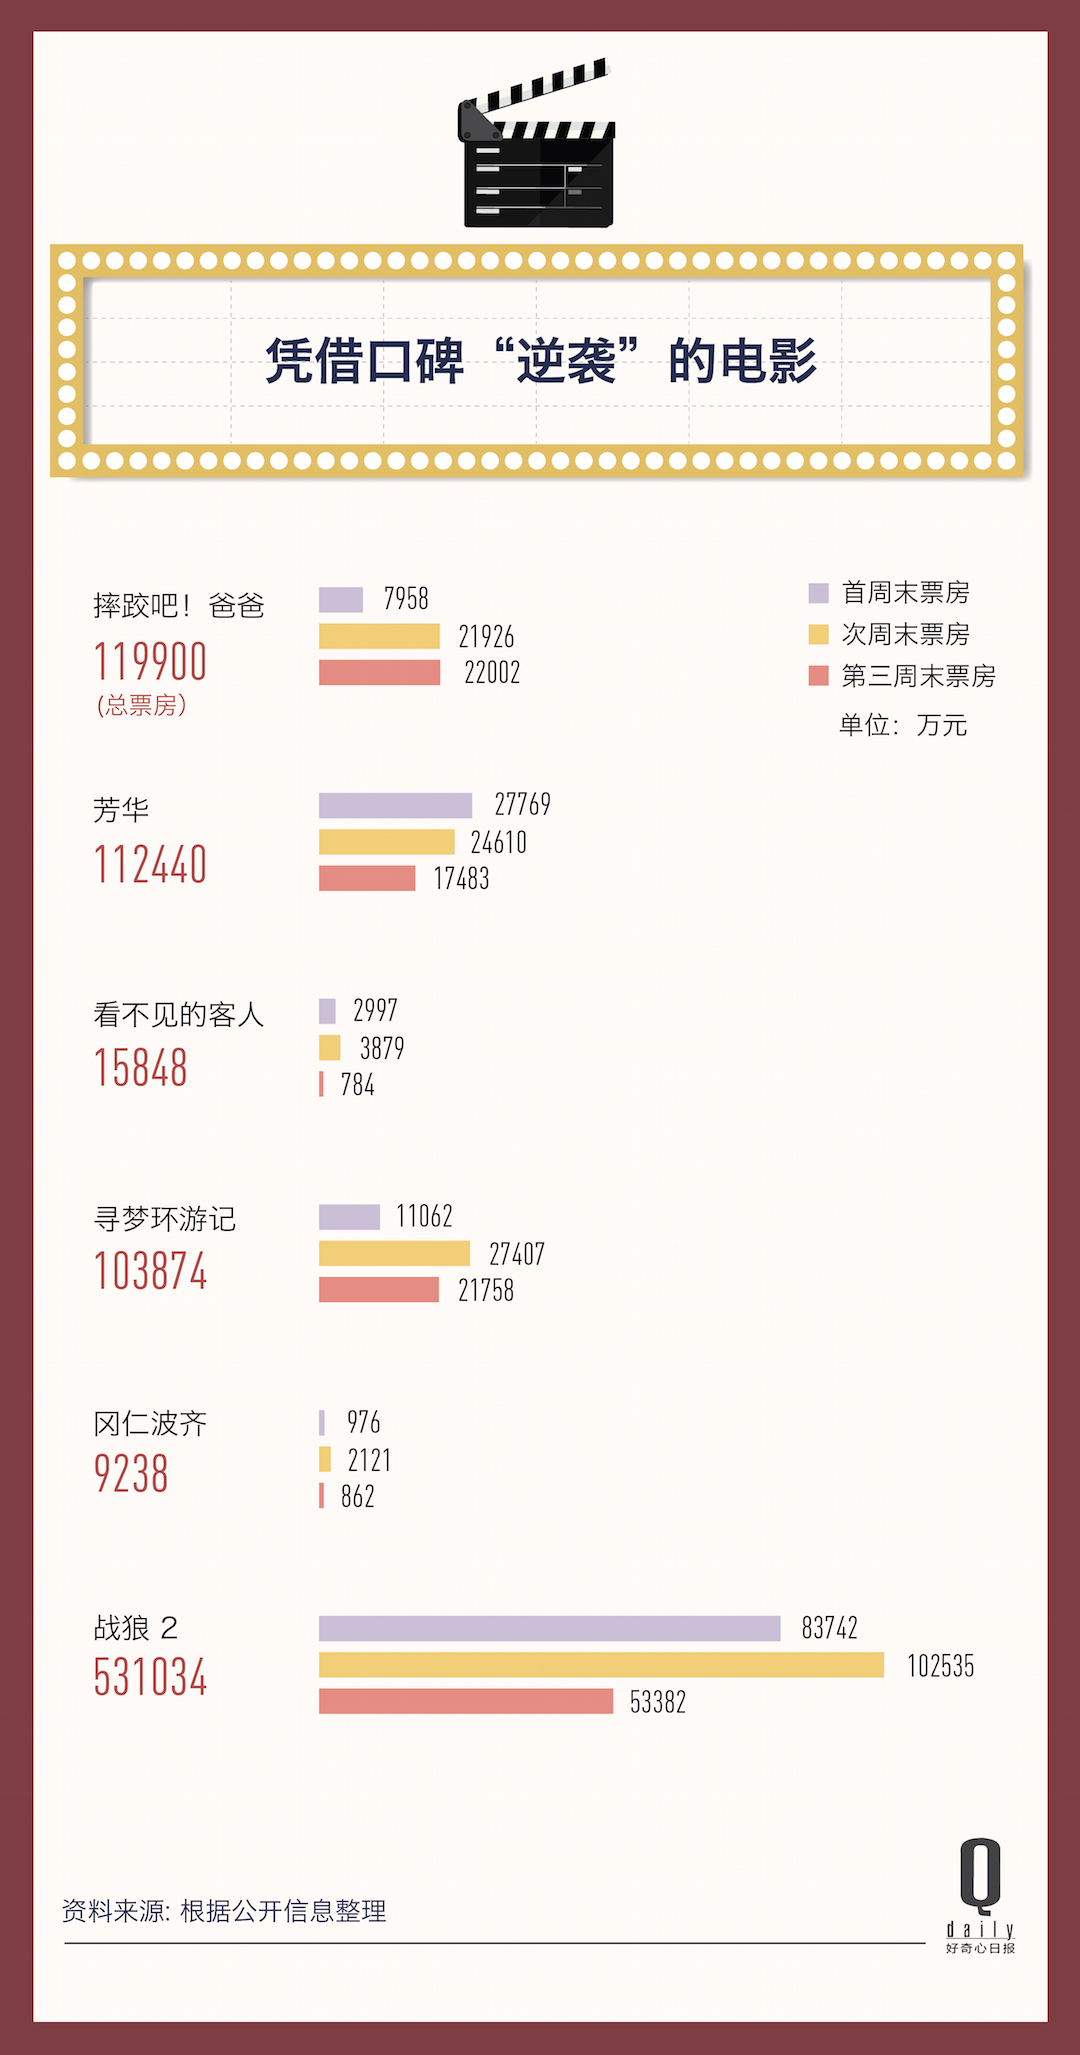 凭借口碑“逆袭”的电影
首周末票房
次周末票房
第三周末票房
单位：万元
摔跤吧！爸爸
119900
(总票房)
7958
21926
22002
芳华
112440
27769
24610
17483
看不见的客人
15848
2997
3879
784
寻梦环游记
103874
11062
27407
21758
冈仁波齐
9238
976
2121
862
战狼 2
531034
83742
102535
53382
资料来源: 根据公开信息整理
Q
daily
好奇心日报